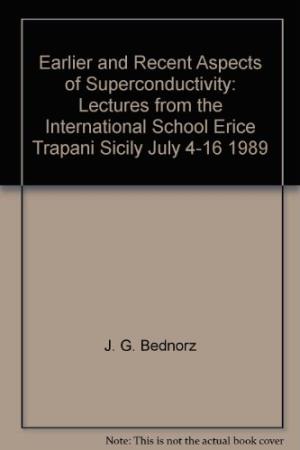 Earlier and Recent Aspects
of Superconductivity:
Lectures from the
International School Erice
Trapani Sicily July 4-16 1989
J. G. Bednorz
Note: This is not the actual book cover